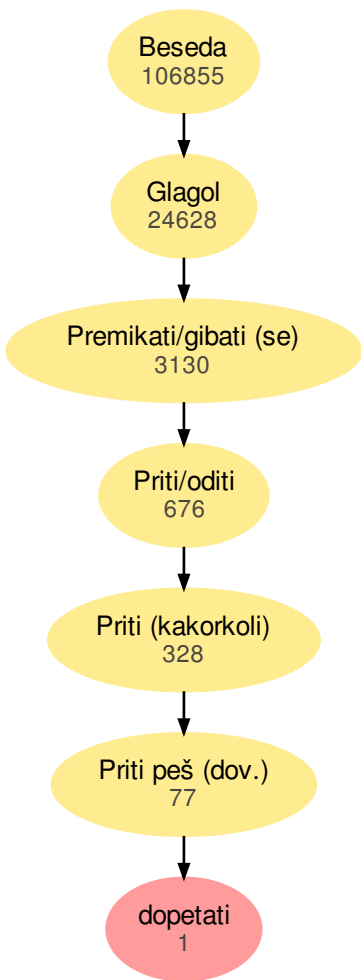 Beseda
106855
Glagol
24628
Premikati/gibati (se)
3130
Priti/oditi
676
Priti (kakorkoli)
328
Priti peš (dov.)
77
dopetati
1